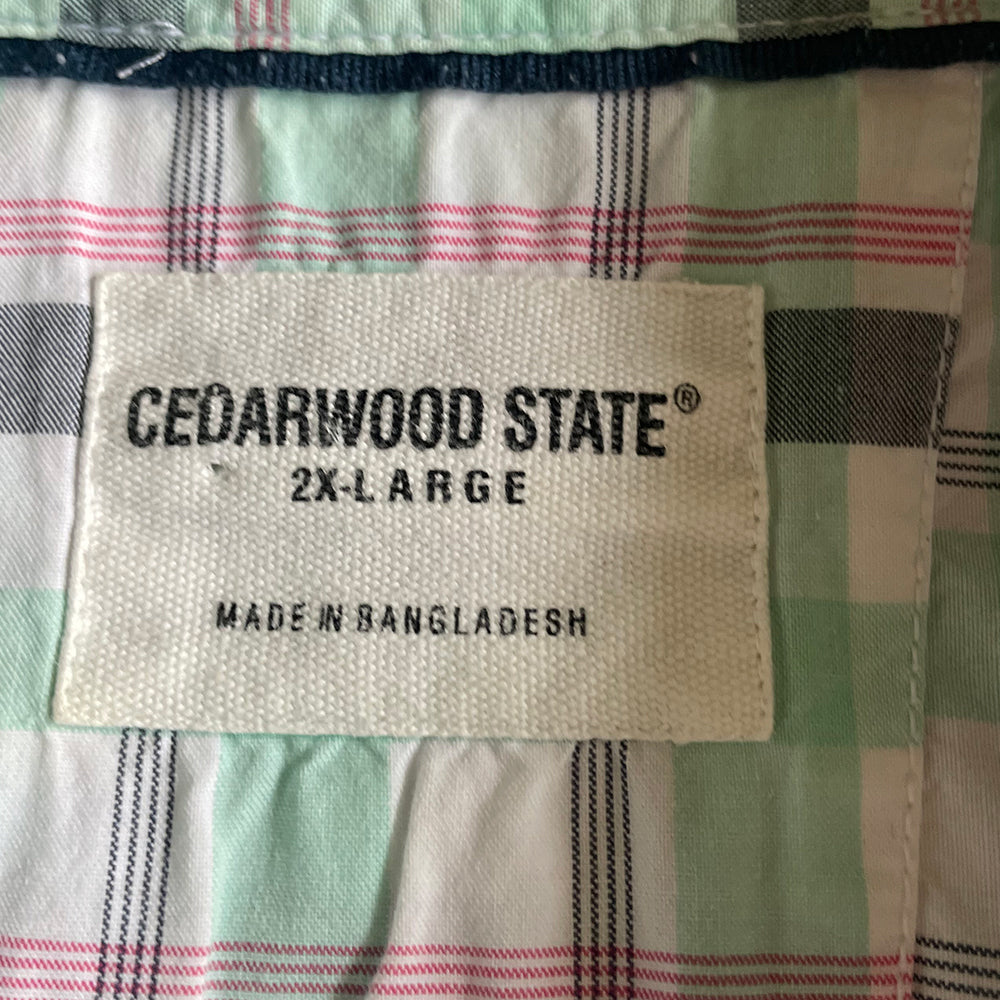 CEDARWOOD STATE®
2X-LARGE
MADE IN BANGLADESH